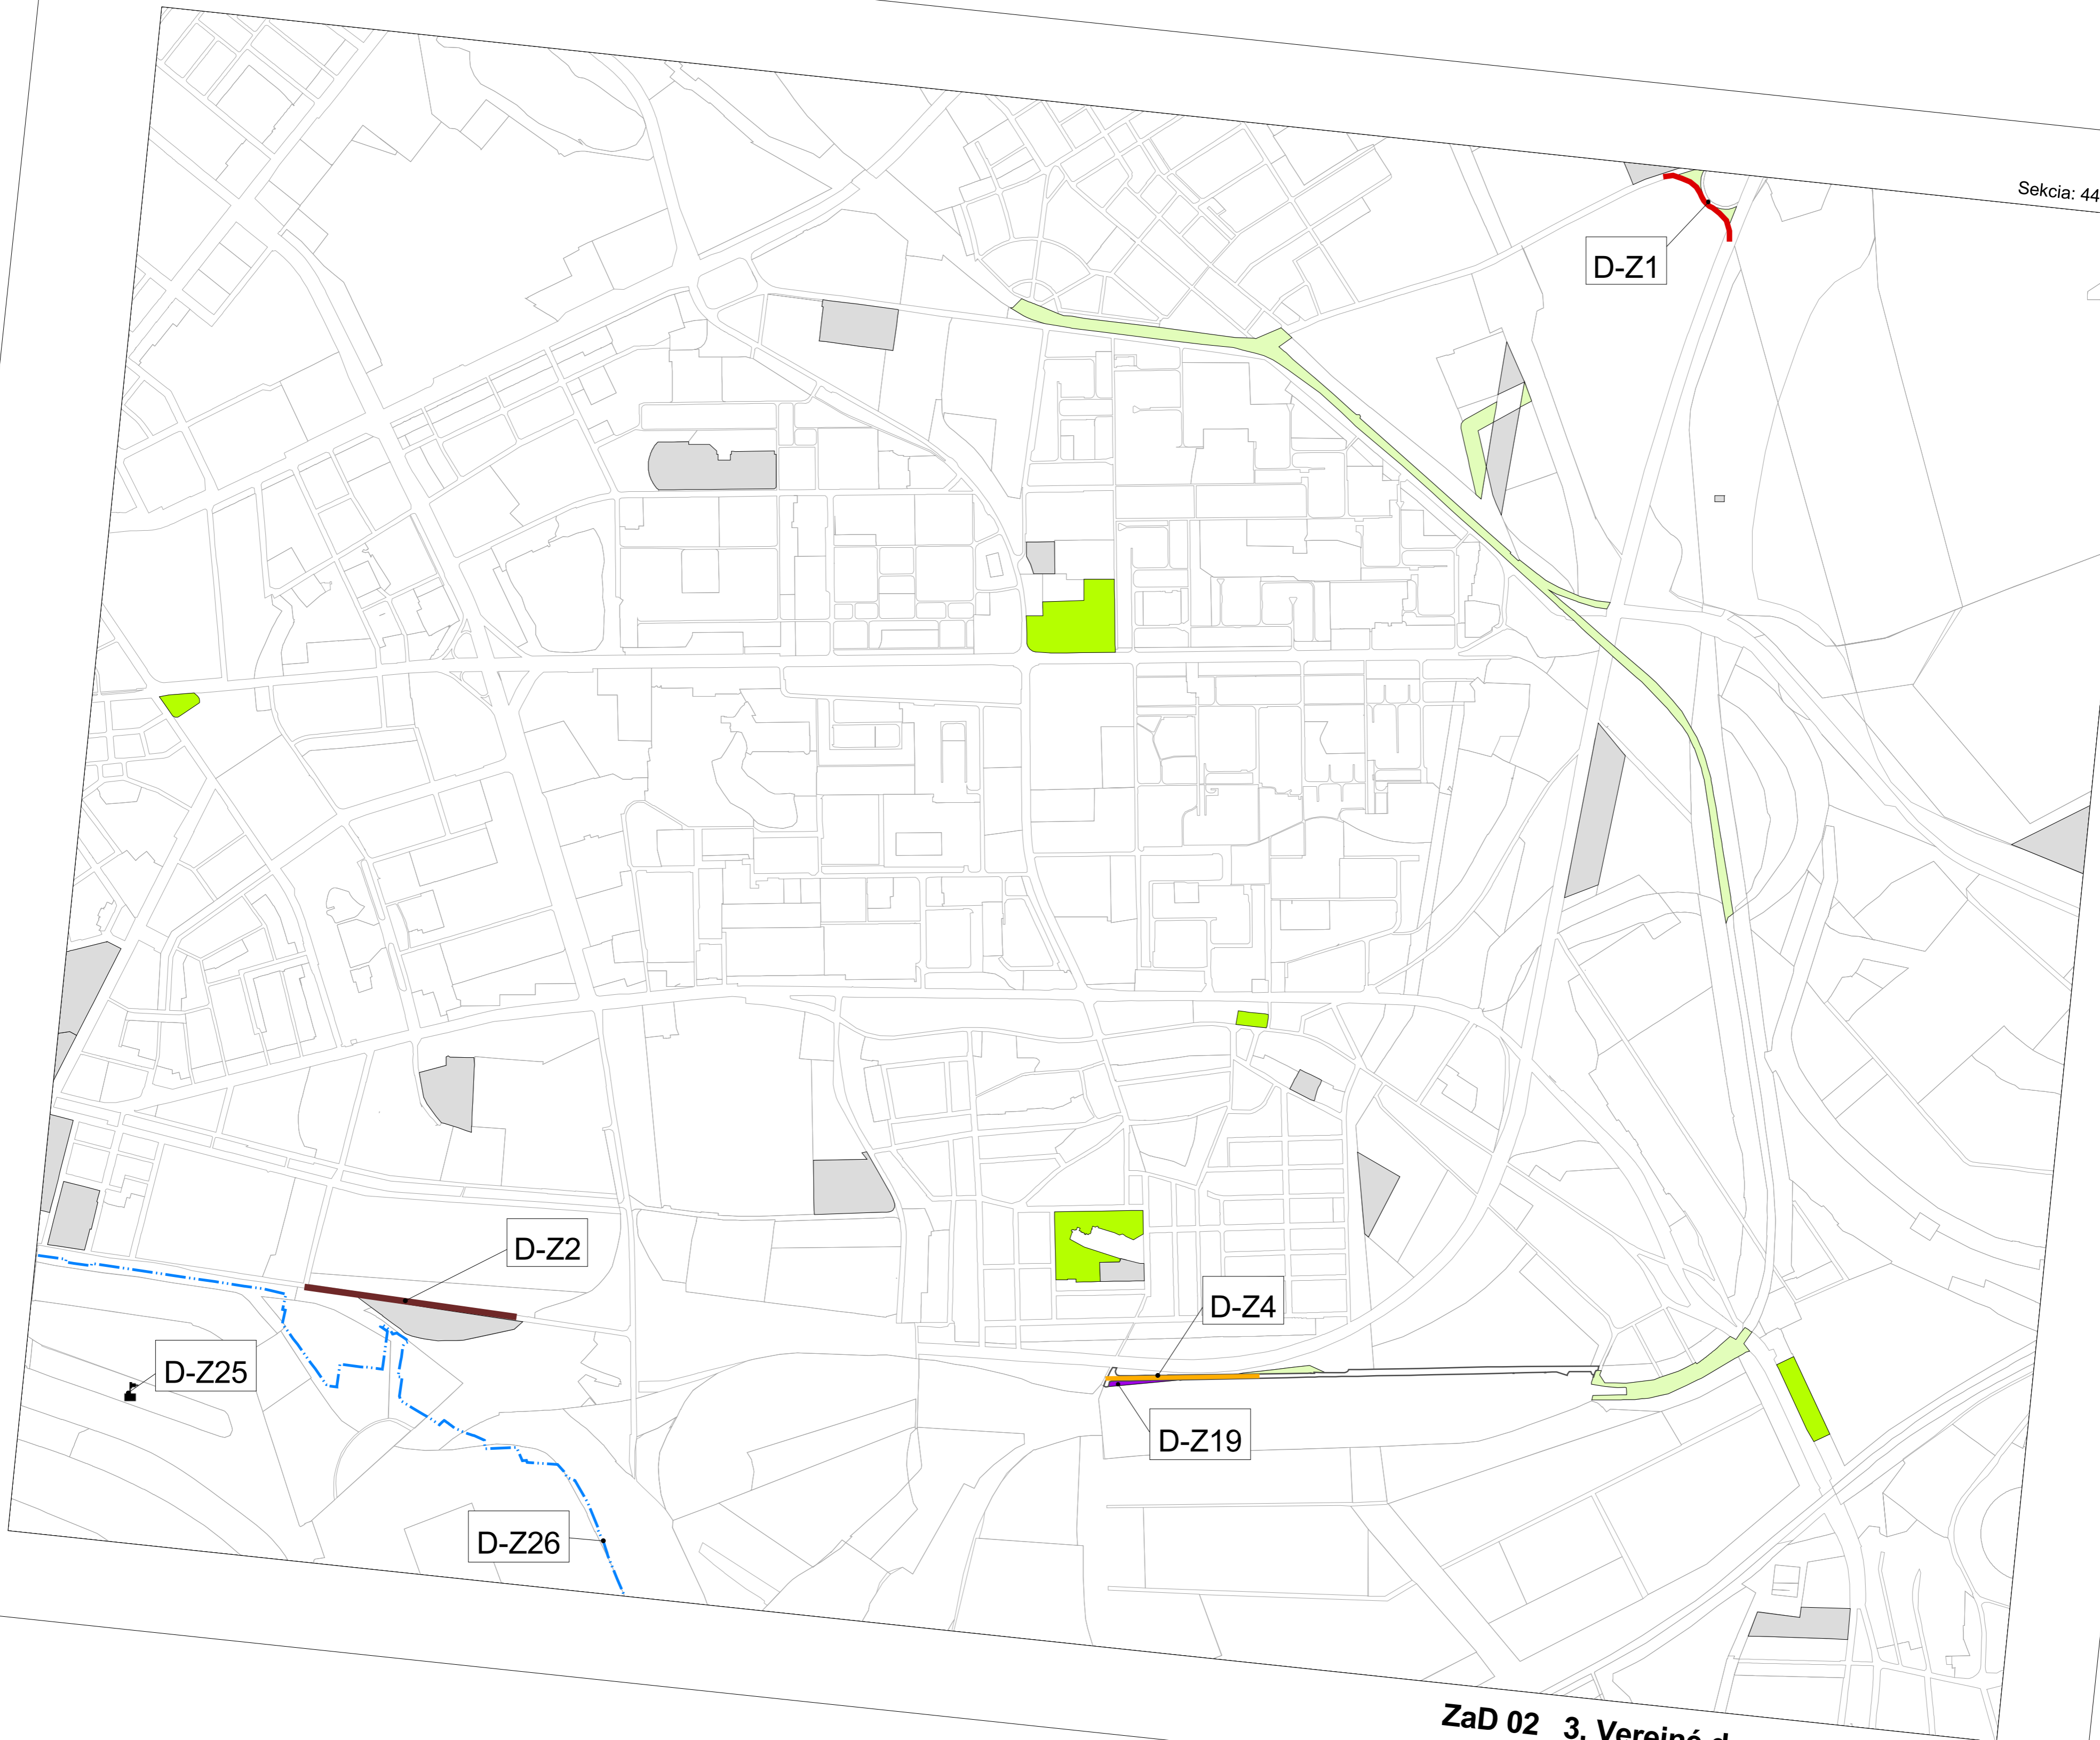 Sekcia: 44
D-Z1
D-Z2
D-Z4
D-Z25
D-Z19
D-Z26
ZaD 02 3. Verejné d